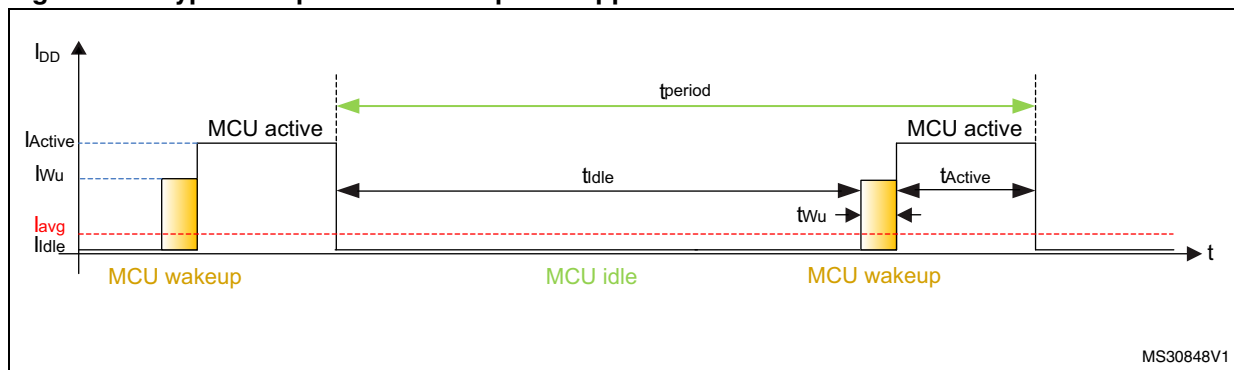 IDD
tperiod
MCU active
MCU active
IActive
IWu
tIdle
tActive
tWu
Iavg
IIdle
t
MCU wakeup
MCU idle
MCU wakeup
MS30848V1